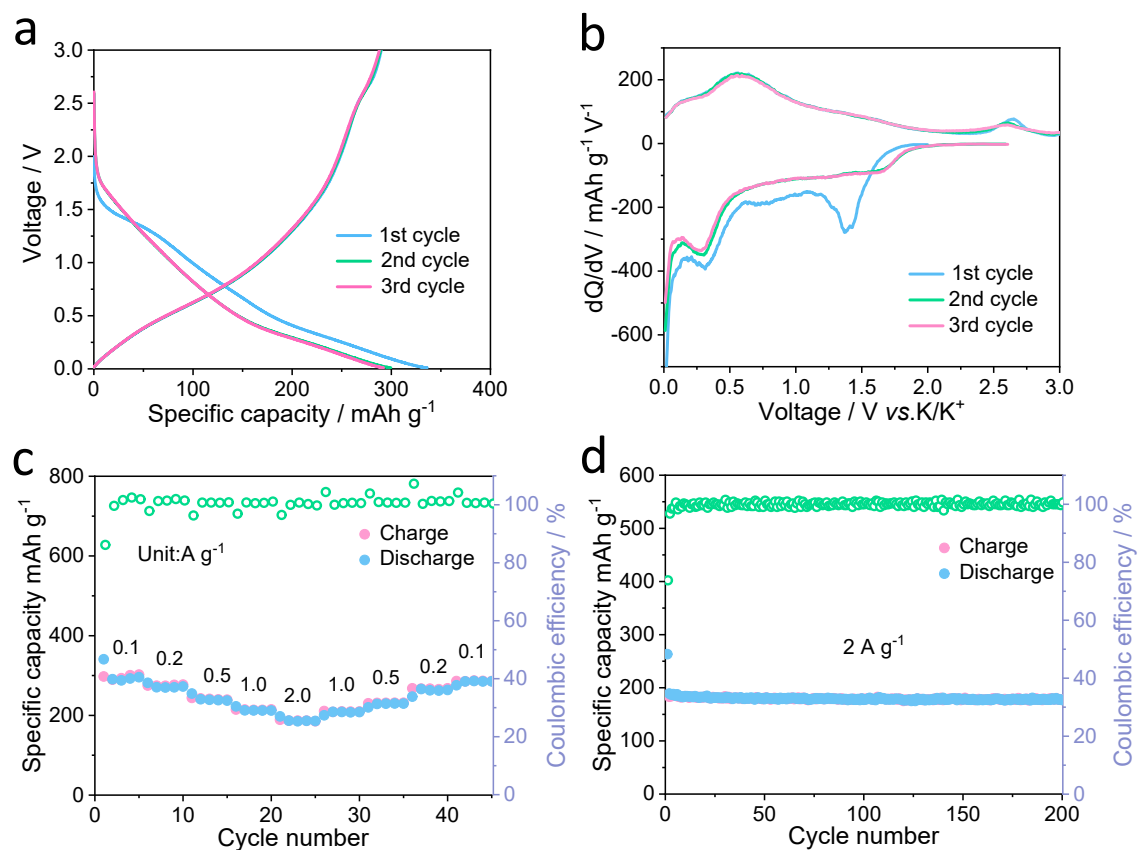 a
3.0
2.5
2.0
1.5
1.0
0.5
0.0
0
100
200
300
400
Voltage / V
Specific capacity / mAh g-1
1st cycle
2nd cycle
3rd cycle
b
200
0
-200
-400
-600
0.0
0.5
1.0
1.5
2.0
2.5
3.0
dQ/dV / mAh g-1 V-1
Voltage / V vs.K/K+
1st cycle
2nd cycle
3rd cycle
c
800
600
400
200
0
0
10
20
30
40
100
80
60
40
20
0
Specific capacity mAh g-1
Cycle number
Coulombic efficiency / %
Unit:A g-1
Charge
Discharge
0.1
0.2
0.5
1.0
2.0
1.0
0.5
0.2
0.1
d
600
550
500
450
400
350
300
250
200
150
100
50
0
0
50
100
150
200
100
80
60
40
20
0
Specific capacity mAh g-1
Cycle number
Coulombic efficiency / %
Charge
Discharge
2 A g-1